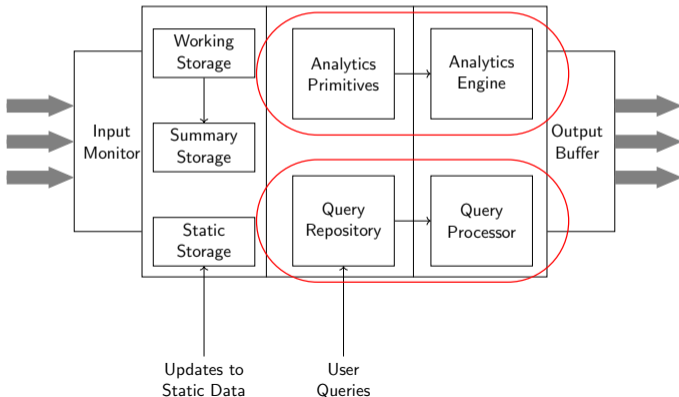 Working
Storage
Analytics
Primitives
Analytics
Engine
Input
Monitor
Summary
Storage
Output
Buffer
Static
Storage
Query
Repository
Query
Processor
Updates to
Static Data
User
Queries